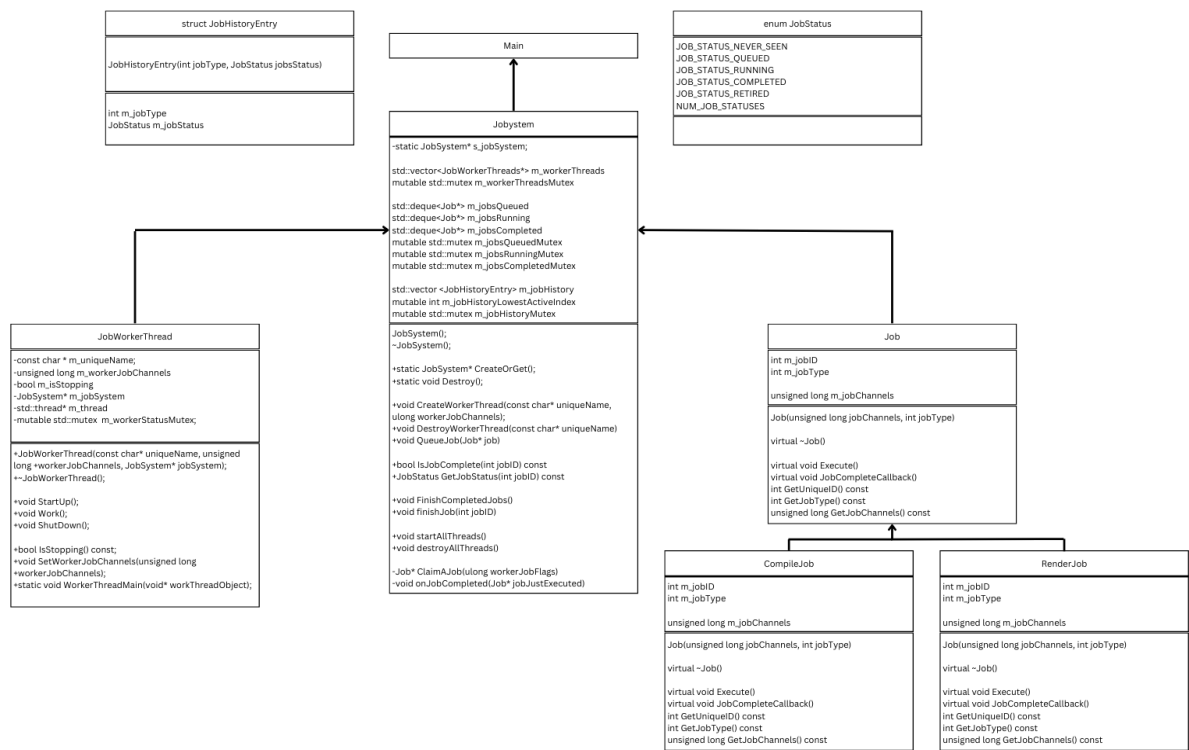 struct JobHistoryEntry
JobHistoryEntry(int jobType, JobStatus jobsStatus)
int m_jobType
JobStatus m_jobStatus
Main
enum JobStatus
JOB_STATUS_NEVER_SEEN
JOB_STATUS_QUEUED
JOB_STATUS_RUNNING
JOB_STATUS_COMPLETED
JOB_STATUS_RETIRED
NUM_JOB_STATUSES
Jobystem
-static JobSystem* s_jobSystem;
std::vector<JobWorkerThreads*> m_workerThreads
mutable std::mutex m_workerThreadsMutex
std::deque<Job*> m_jobsQueued
std::deque<Job*> m_jobsRunning
std::deque<Job*> m_jobsCompleted
mutable std::mutex m_jobsQueuedMutex
mutable std::mutex m_jobsRunningMutex
mutable std::mutex m_jobsCompletedMutex
std::vector <JobHistoryEntry> m_jobHistory
mutable int m_jobHistoryLowestActiveIndex
mutable std::mutex m_jobHistoryMutex
JobSystem();
~JobSystem();
+static JobSystem* CreateOrGet();
+static void Destroy();
+void CreateWorkerThread(const char* uniqueName,
ulong workerJobChannels);
+void DestroyWorkerThread(const char* uniqueName)
+void QueueJob(Job* job)
+bool IsJobComplete(int jobID) const
+JobStatus GetJobStatus(int jobID) const
+void FinishCompletedJobs()
+void finishJob(int jobID)
+void startAllThreads()
+void destroyAllThreads()
-Job* ClaimAJob(ulong workerJobFlags)
-void onJobCompleted(Job* jobJustExecuted)
JobWorkerThread
-const char * m_uniqueName;
-unsigned long m_workerJobChannels
-bool m_isStopping
-JobSystem* m_jobSystem
-std::thread* m_thread
-mutable std::mutex m_workerStatusMutex;
+JobWorkerThread(const char* uniqueName, unsigned
long +workerJobChannels, JobSystem* jobSystem);
+~JobWorkerThread();
+void StartUp();
+void Work();
+void ShutDown();
+bool IsStopping() const;
+void SetWorkerJobChannels(unsigned long
+workerJobChannels);
+static void WorkerThreadMain(void* workThreadObject);
Job
int m_jobID
int m_jobType
unsigned long m_jobChannels
Job(unsigned long jobChannels, int jobType)
virtual ~Job()
virtual void Execute()
virtual void JobCompleteCallback()
int GetUniqueID() const
int GetJobType() const
unsigned long GetJobChannels() const
CompileJob
int m_jobID
int m_jobType
unsigned long m_jobChannels
Job(unsigned long jobChannels, int jobType)
virtual ~Job()
virtual void Execute()
virtual void JobCompleteCallback()
int GetUniqueID() const
int GetJobType() const
unsigned long GetJobChannels() const
RenderJob
int m_jobID
int m_jobType
unsigned long m_jobChannels
Job(unsigned long jobChannels, int jobType)
virtual ~Job()
virtual void Execute()
virtual void JobCompleteCallback()
int GetUniqueID() const
int GetJobType() const
unsigned long GetJobChannels() const